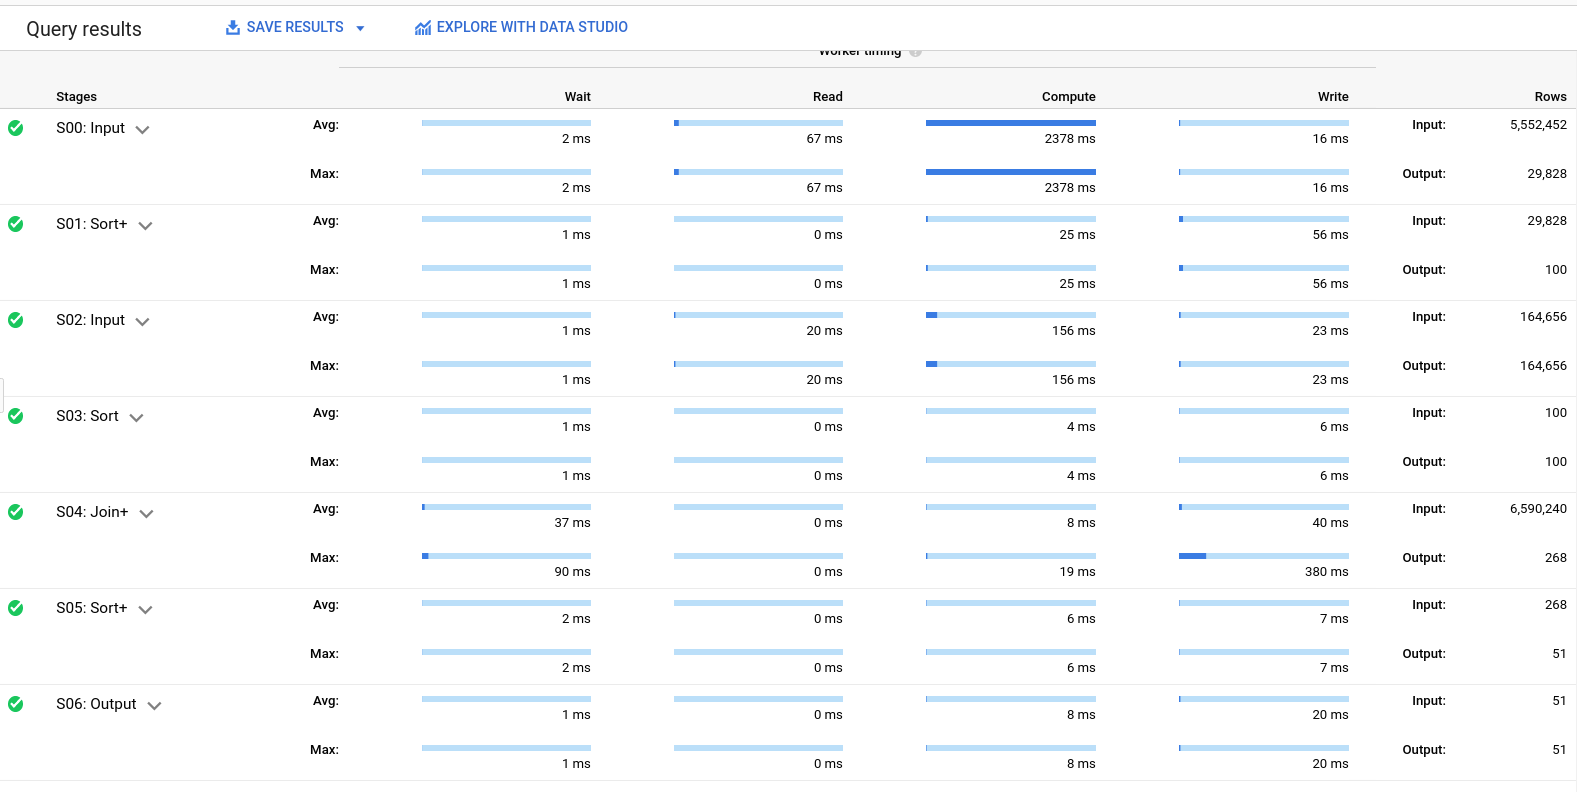 Query results SAVE RESULTS EXPLORE WITH DATA STUDIO
Worker timing
Stages Wait Read Compute Write Rows
S00: Input Avg: 2 ms 67 ms 2378 ms 16 ms Input: 5,552,452
Max: 2 ms 67 ms 2378 ms 16 ms Output: 29,828
S01: Sort+ Avg: 1 ms 0 ms 25 ms 56 ms Input: 29,828
Max: 1 ms 0 ms 25 ms 56 ms Output: 100
S02: Input Avg: 1 ms 20 ms 156 ms 23 ms Input: 164,656
Max: 1 ms 20 ms 156 ms 23 ms Output: 164,656
S03: Sort Avg: 1 ms 0 ms 4 ms 6 ms Input: 100
Max: 1 ms 0 ms 4 ms 6 ms Output: 100
S04: Join+ Avg: 37 ms 0 ms 8 ms 40 ms Input: 6,590,240
Max: 90 ms 0 ms 19 ms 380 ms Output: 268
S05: Sort+ Avg: 2 ms 0 ms 6 ms 7 ms Input: 268
Max: 2 ms 0 ms 6 ms 7 ms Output: 51
S06: Output Avg: 1 ms 0 ms 8 ms 20 ms Input: 51
Max: 1 ms 0 ms 8 ms 20 ms Output: 51